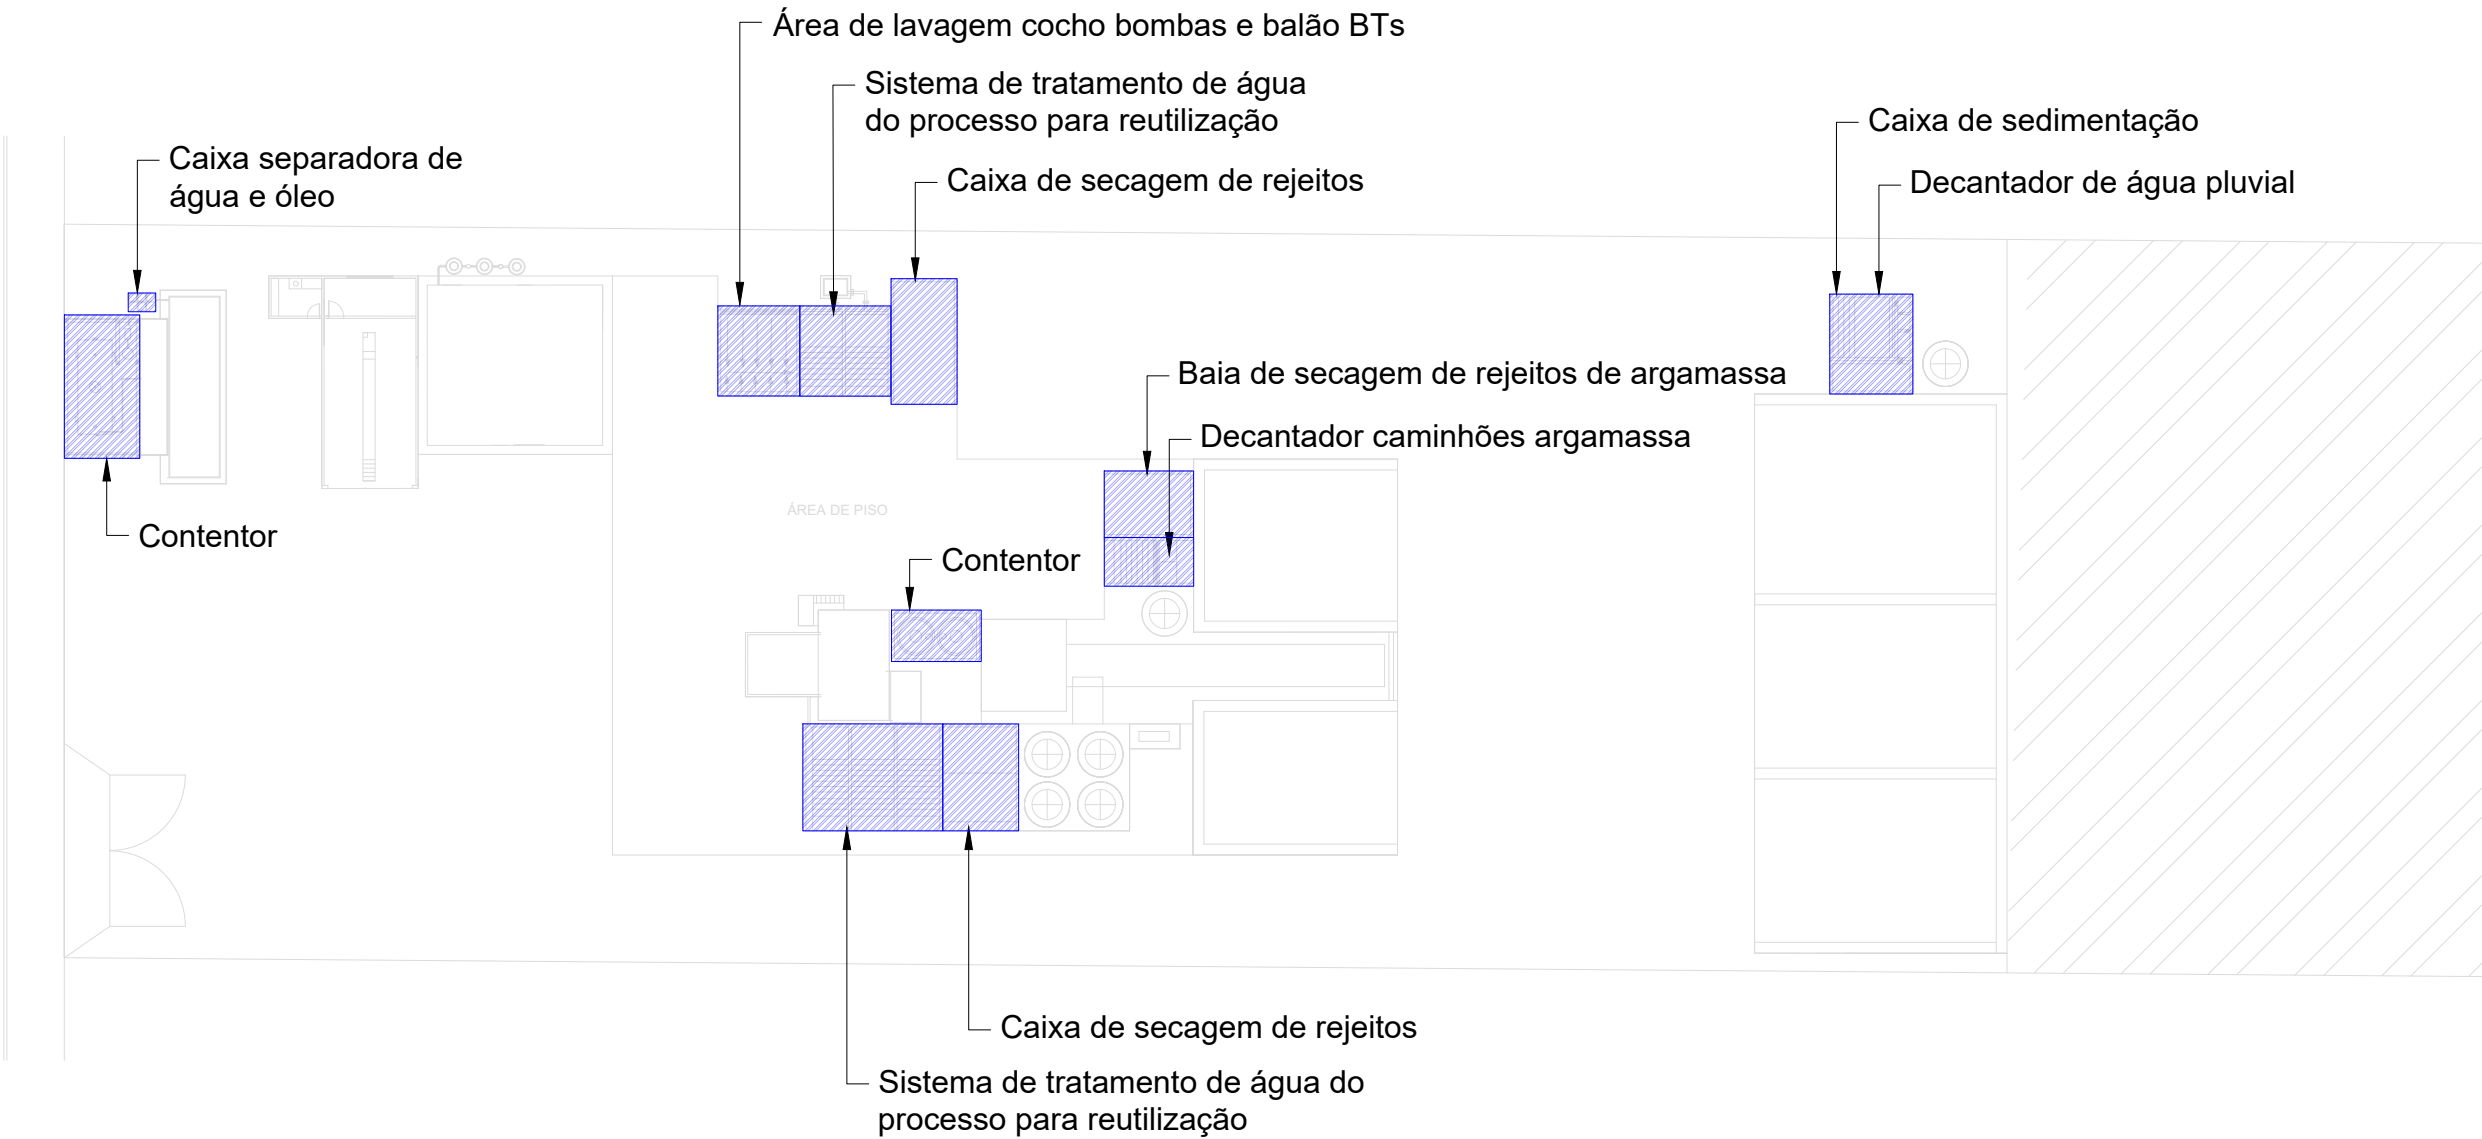 Área de lavagem cocho bombas e balão BTs
Sistema de tratamento de água
do processo para reutilização
Caixa de sedimentação
Caixa separadora de
água e óleo
Caixa de secagem de rejeitos
Decantador de água pluvial
Baia de secagem de rejeitos de argamassa
Decantador caminhões argamassa
ÁREA DE PISO
Contentor
Contentor
Caixa de secagem de rejeitos
Sistema de tratamento de água do
processo para reutilização